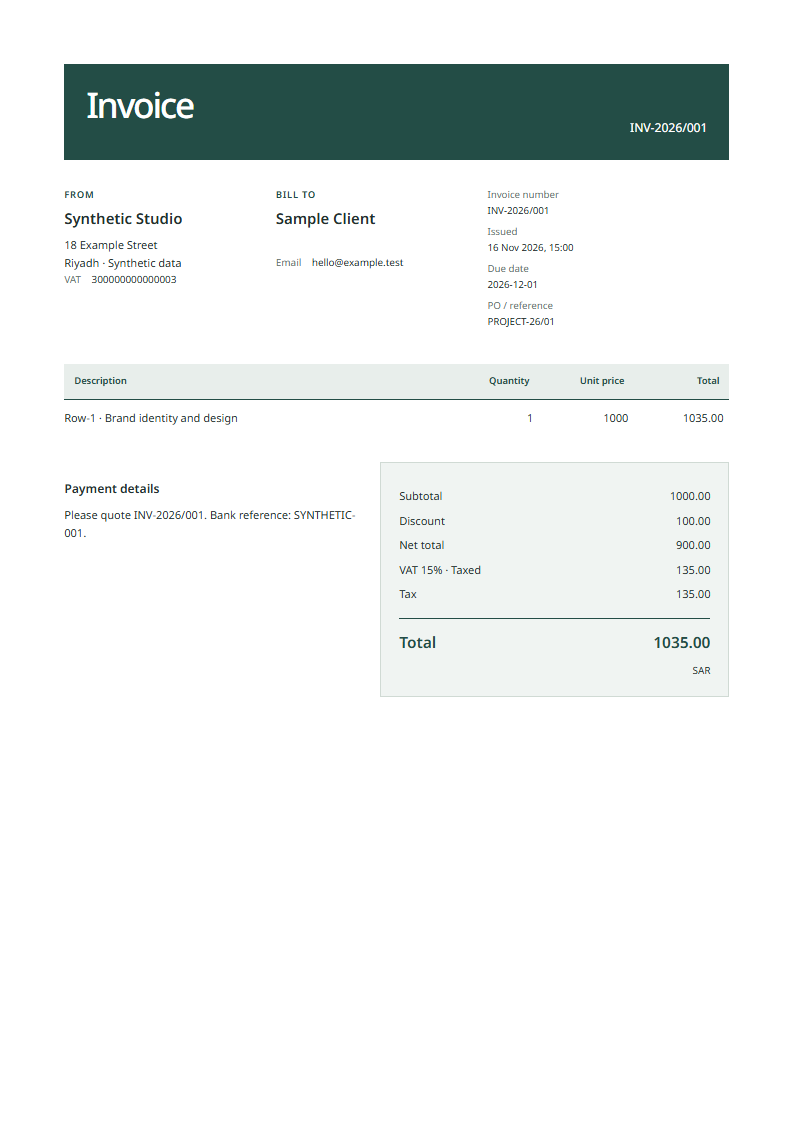 Invoice
INV-2026/001
FROM
Synthetic Studio
18 Example Street
Riyadh · Synthetic data
VAT 300000000000003
BILL TO
Sample Client
Email hello@example.test
Invoice number
INV-2026/001
Issued
16 Nov 2026, 15:00
Due date
2026-12-01
PO / reference
PROJECT-26/01
Description Quantity Unit price Total
Row-1 · Brand identity and design 1 1000 1035.00
Payment details
Please quote INV-2026/001. Bank reference: SYNTHETIC-
001.
Subtotal 1000.00
Discount 100.00
Net total 900.00
VAT 15% · Taxed 135.00
Tax 135.00
Total 1035.00
SAR